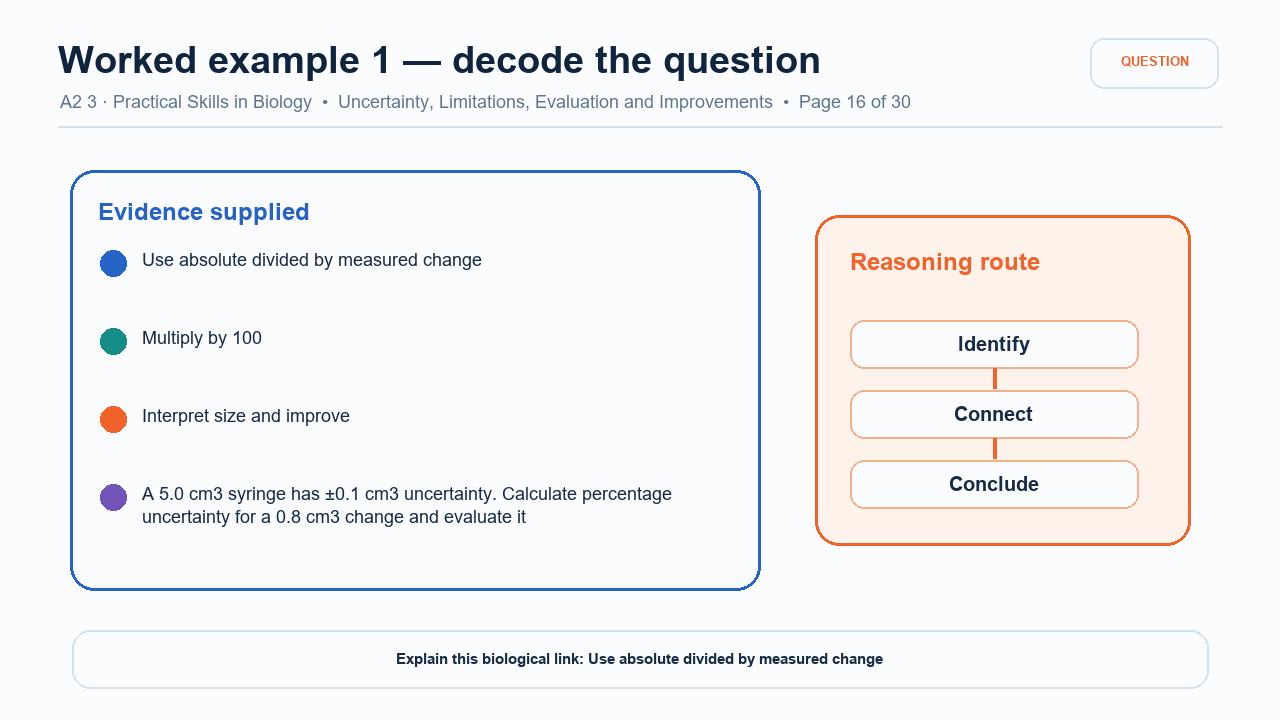 Worked example 1 — decode the question
QUESTION
A2 3 · Practical Skills in Biology • Uncertainty, Limitations, Evaluation and Improvements • Page 16 of 30
Evidence supplied
Use absolute divided by measured change
Multiply by 100
Interpret size and improve
A 5.0 cm3 syringe has ±0.1 cm3 uncertainty. Calculate percentage
uncertainty for a 0.8 cm3 change and evaluate it
Reasoning route
Identify
Connect
Conclude
Explain this biological link: Use absolute divided by measured change